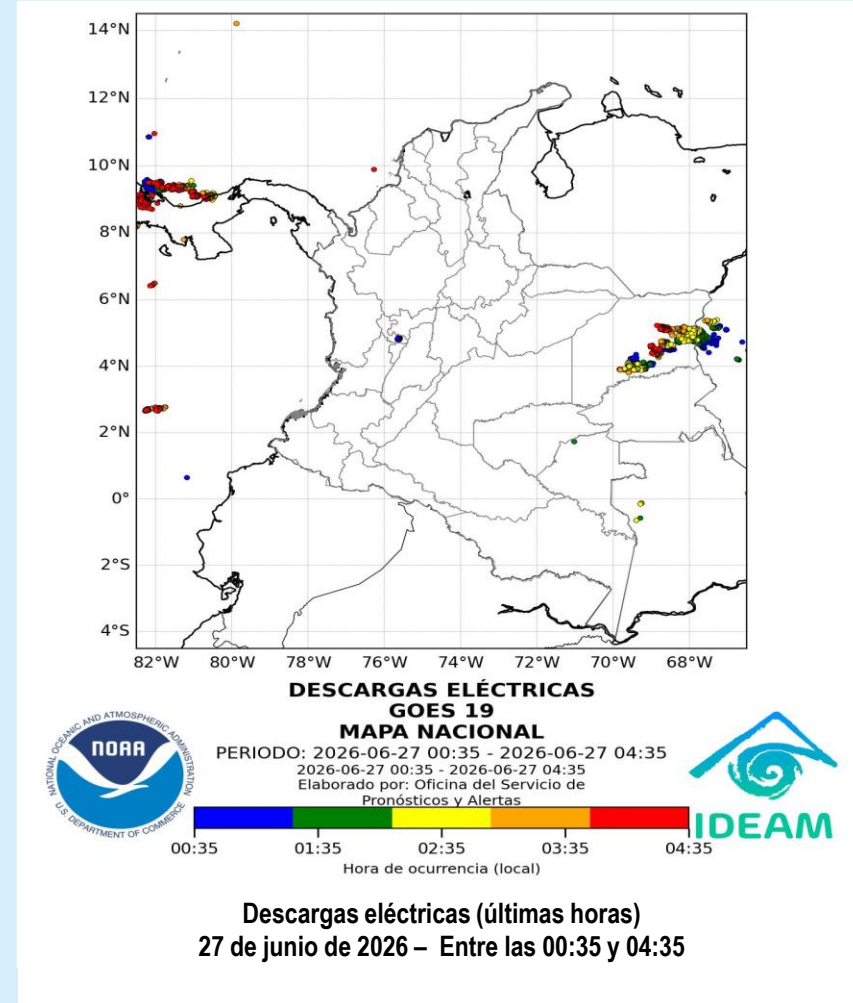 14°N
12°N
10°N
8°N
6°N
4°N
2°N
0°
2°S
4°S
82°W 80°W 78°W 76°W 74°W 72°W 70°W 68°W
DESCARGAS ELÉCTRICAS
GOES 19
MAPA NACIONAL
PERIODO: 2026-06-27 00:35 - 2026-06-27 04:35
2026-06-27 00:35 - 2026-06-27 04:35
Elaborado por: Oficina del Servicio de
Pronósticos y Alertas
NATIONAL OCEANIC AND ATMOSPHERIC ADMINISTRATION
NOAA
U.S. DEPARTMENT OF COMMERCE
IDEAM
00:35 01:35 02:35 03:35 04:35
Hora de ocurrencia (local)
Descargas eléctricas (últimas horas)
27 de junio de 2026 – Entre las 00:35 y 04:35